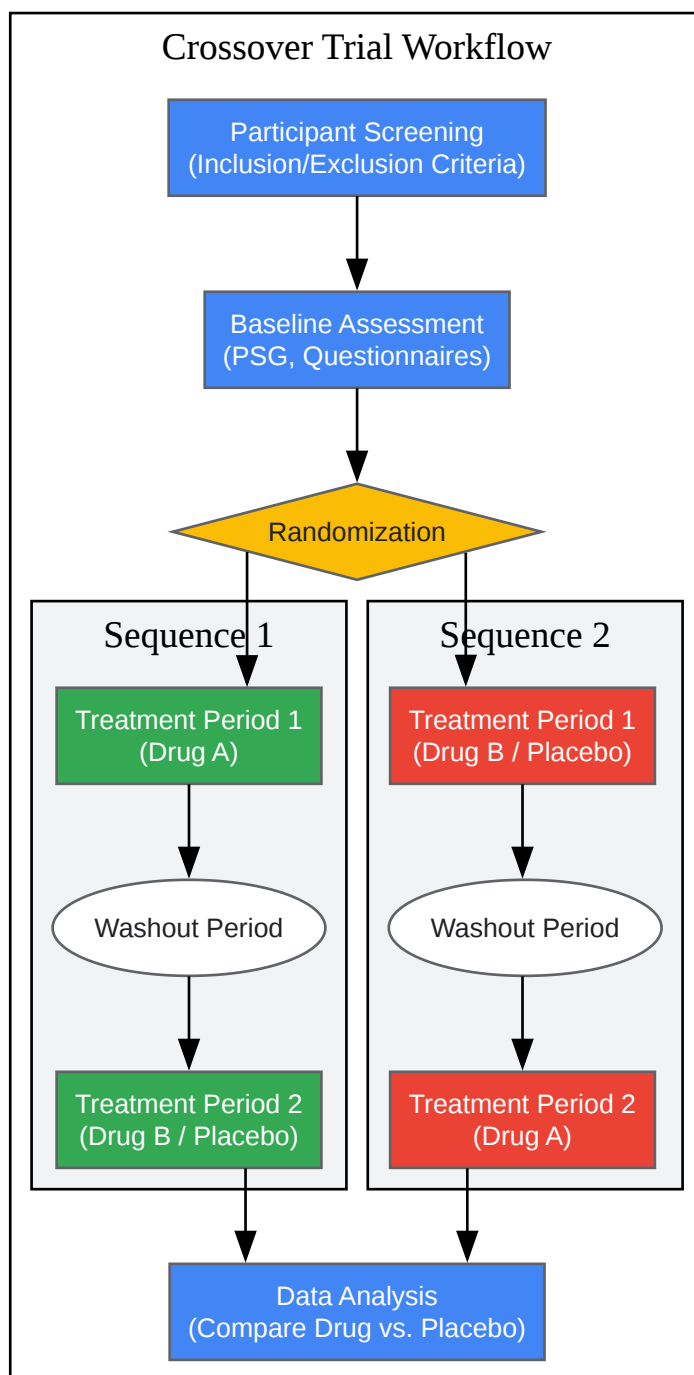 Crossover Trial Workflow
Participant Screening
(Inclusion/Exclusion Criteria)
Baseline Assessment
(PSG, Questionnaires)
Randomization
Sequence 1
Treatment Period 1
(Drug A)
Washout Period
Treatment Period 2
(Drug B / Placebo)
Sequence 2
Treatment Period 1
(Drug B / Placebo)
Washout Period
Treatment Period 2
(Drug A)
Data Analysis
(Compare Drug vs. Placebo)